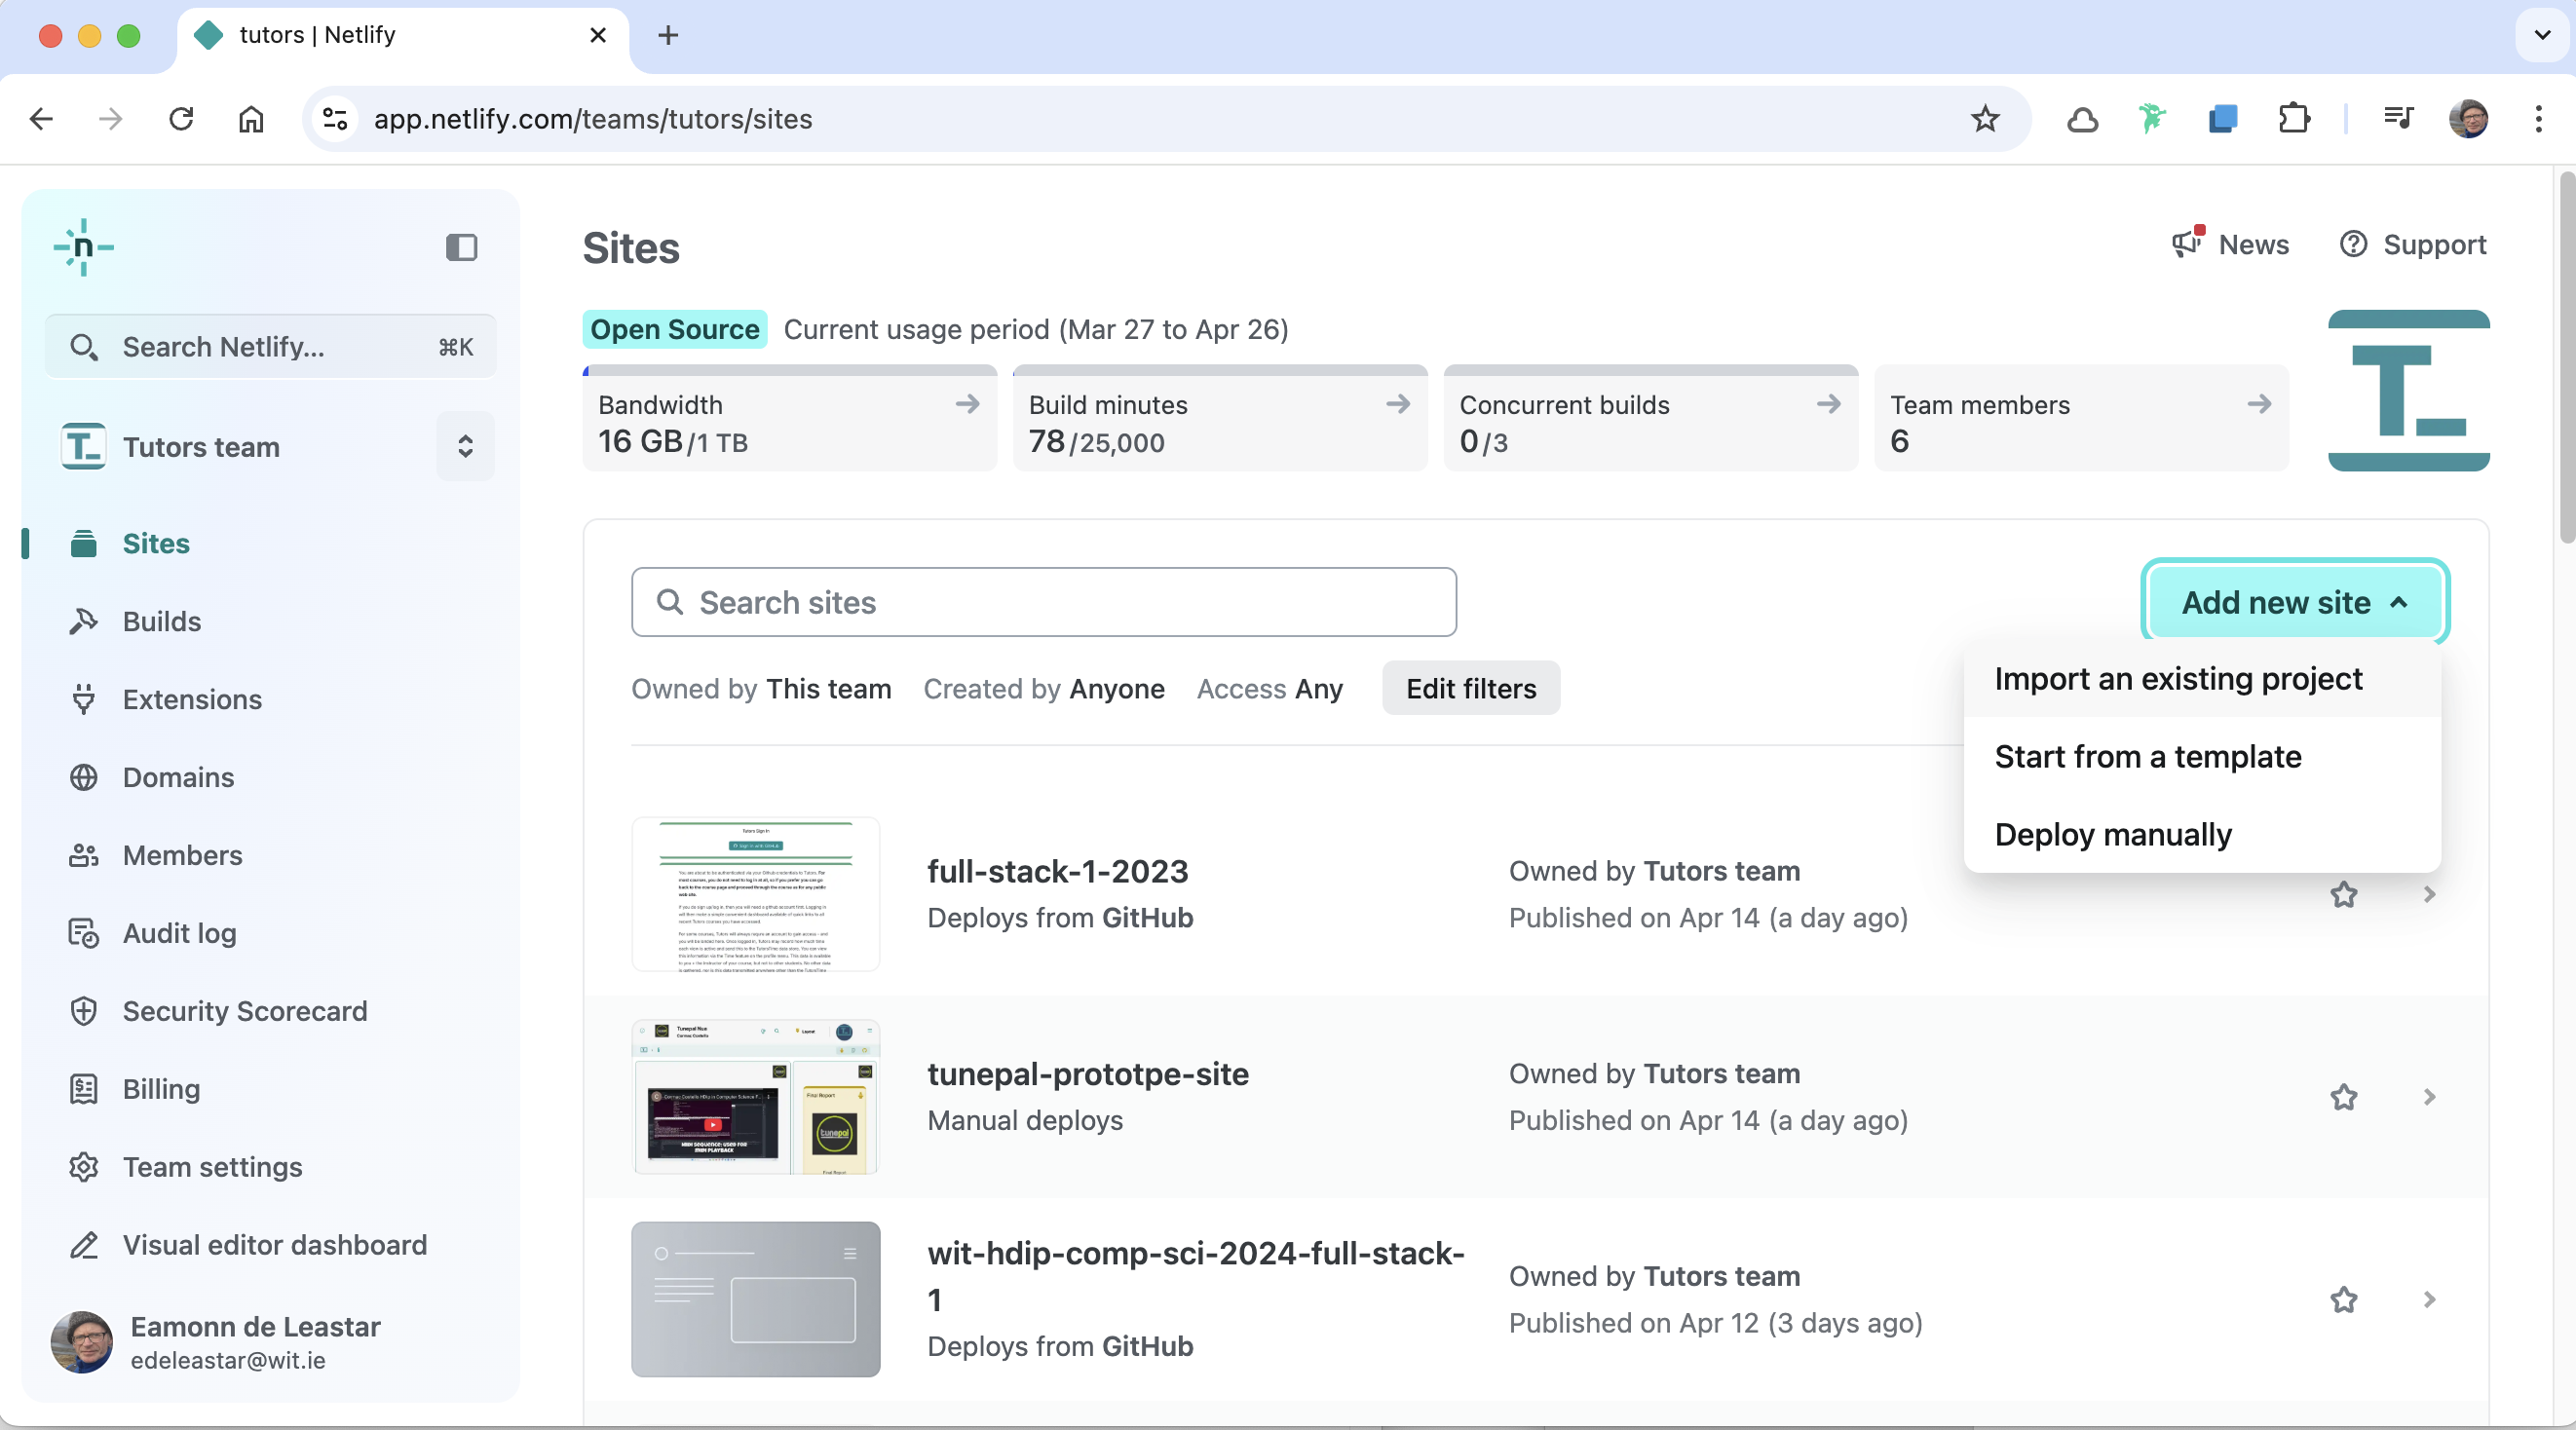 tutors | Netlify
app.netlify.com/teams/tutors/sites
n
Search Netlify...
⌘K
Tutors team
Sites
Builds
Extensions
Domains
Members
Audit log
Security Scorecard
Billing
Team settings
Visual editor dashboard
Eamonn de Leastar
edeleastar@wit.ie
Sites
News
Support
Open Source Current usage period (Mar 27 to Apr 26)
Bandwidth
16 GB/1 TB
Build minutes
78/25,000
Concurrent builds
0/3
Team members
6
Search sites
Add new site
Import an existing project
Start from a template
Deploy manually
Owned by This team Created by Anyone Access Any Edit filters
Tutors Sign In
full-stack-1-2023
Deploys from GitHub
Owned by Tutors team
Published on Apr 14 (a day ago)
Final Report
tunepal
tunepal-prototpe-site
Manual deploys
Owned by Tutors team
Published on Apr 14 (a day ago)
wit-hdip-comp-sci-2024-full-stack-
1
Deploys from GitHub
Owned by Tutors team
Published on Apr 12 (3 days ago)